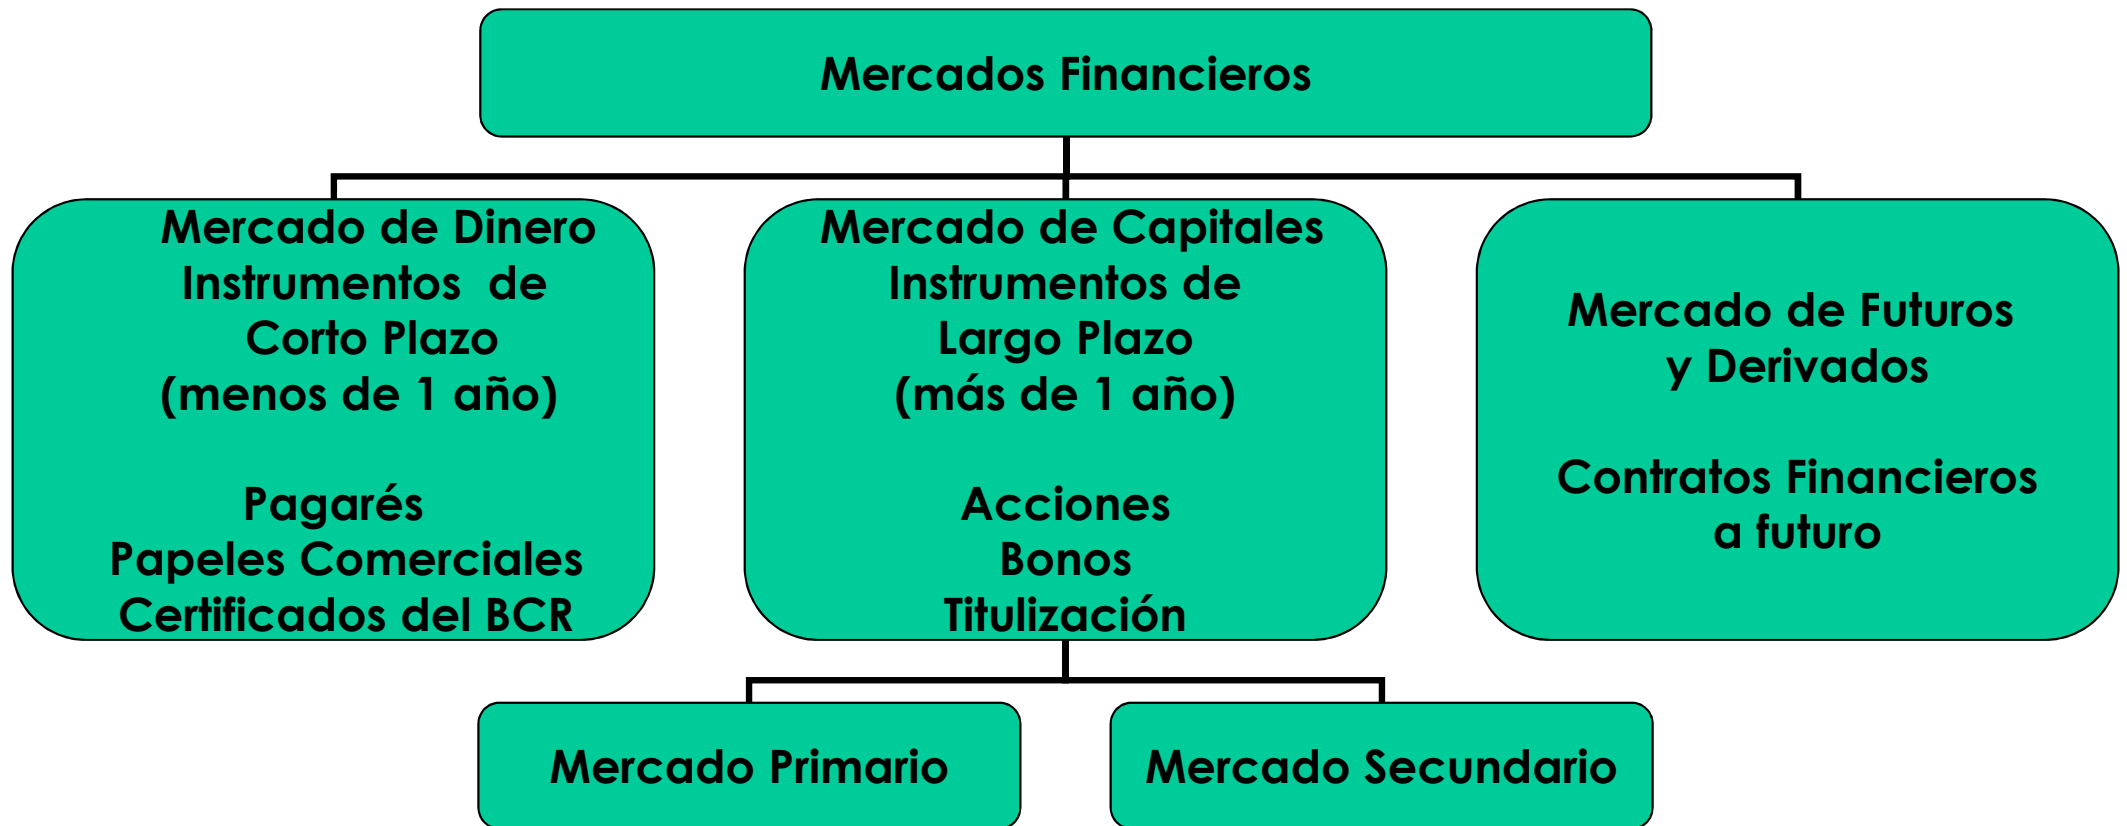 Mercados Financieros
Mercado de Dinero
Instrumentos de
Corto Plazo
(menos de 1 año)
Pagarés
Papeles Comerciales
Certificados del BCR
Mercado de Capitales
Instrumentos de
Largo Plazo
(más de 1 año)
Acciones
Bonos
Titulización
Mercado de Futuros
y Derivados
Contratos Financieros
a futuro
Mercado Primario
Mercado Secundario